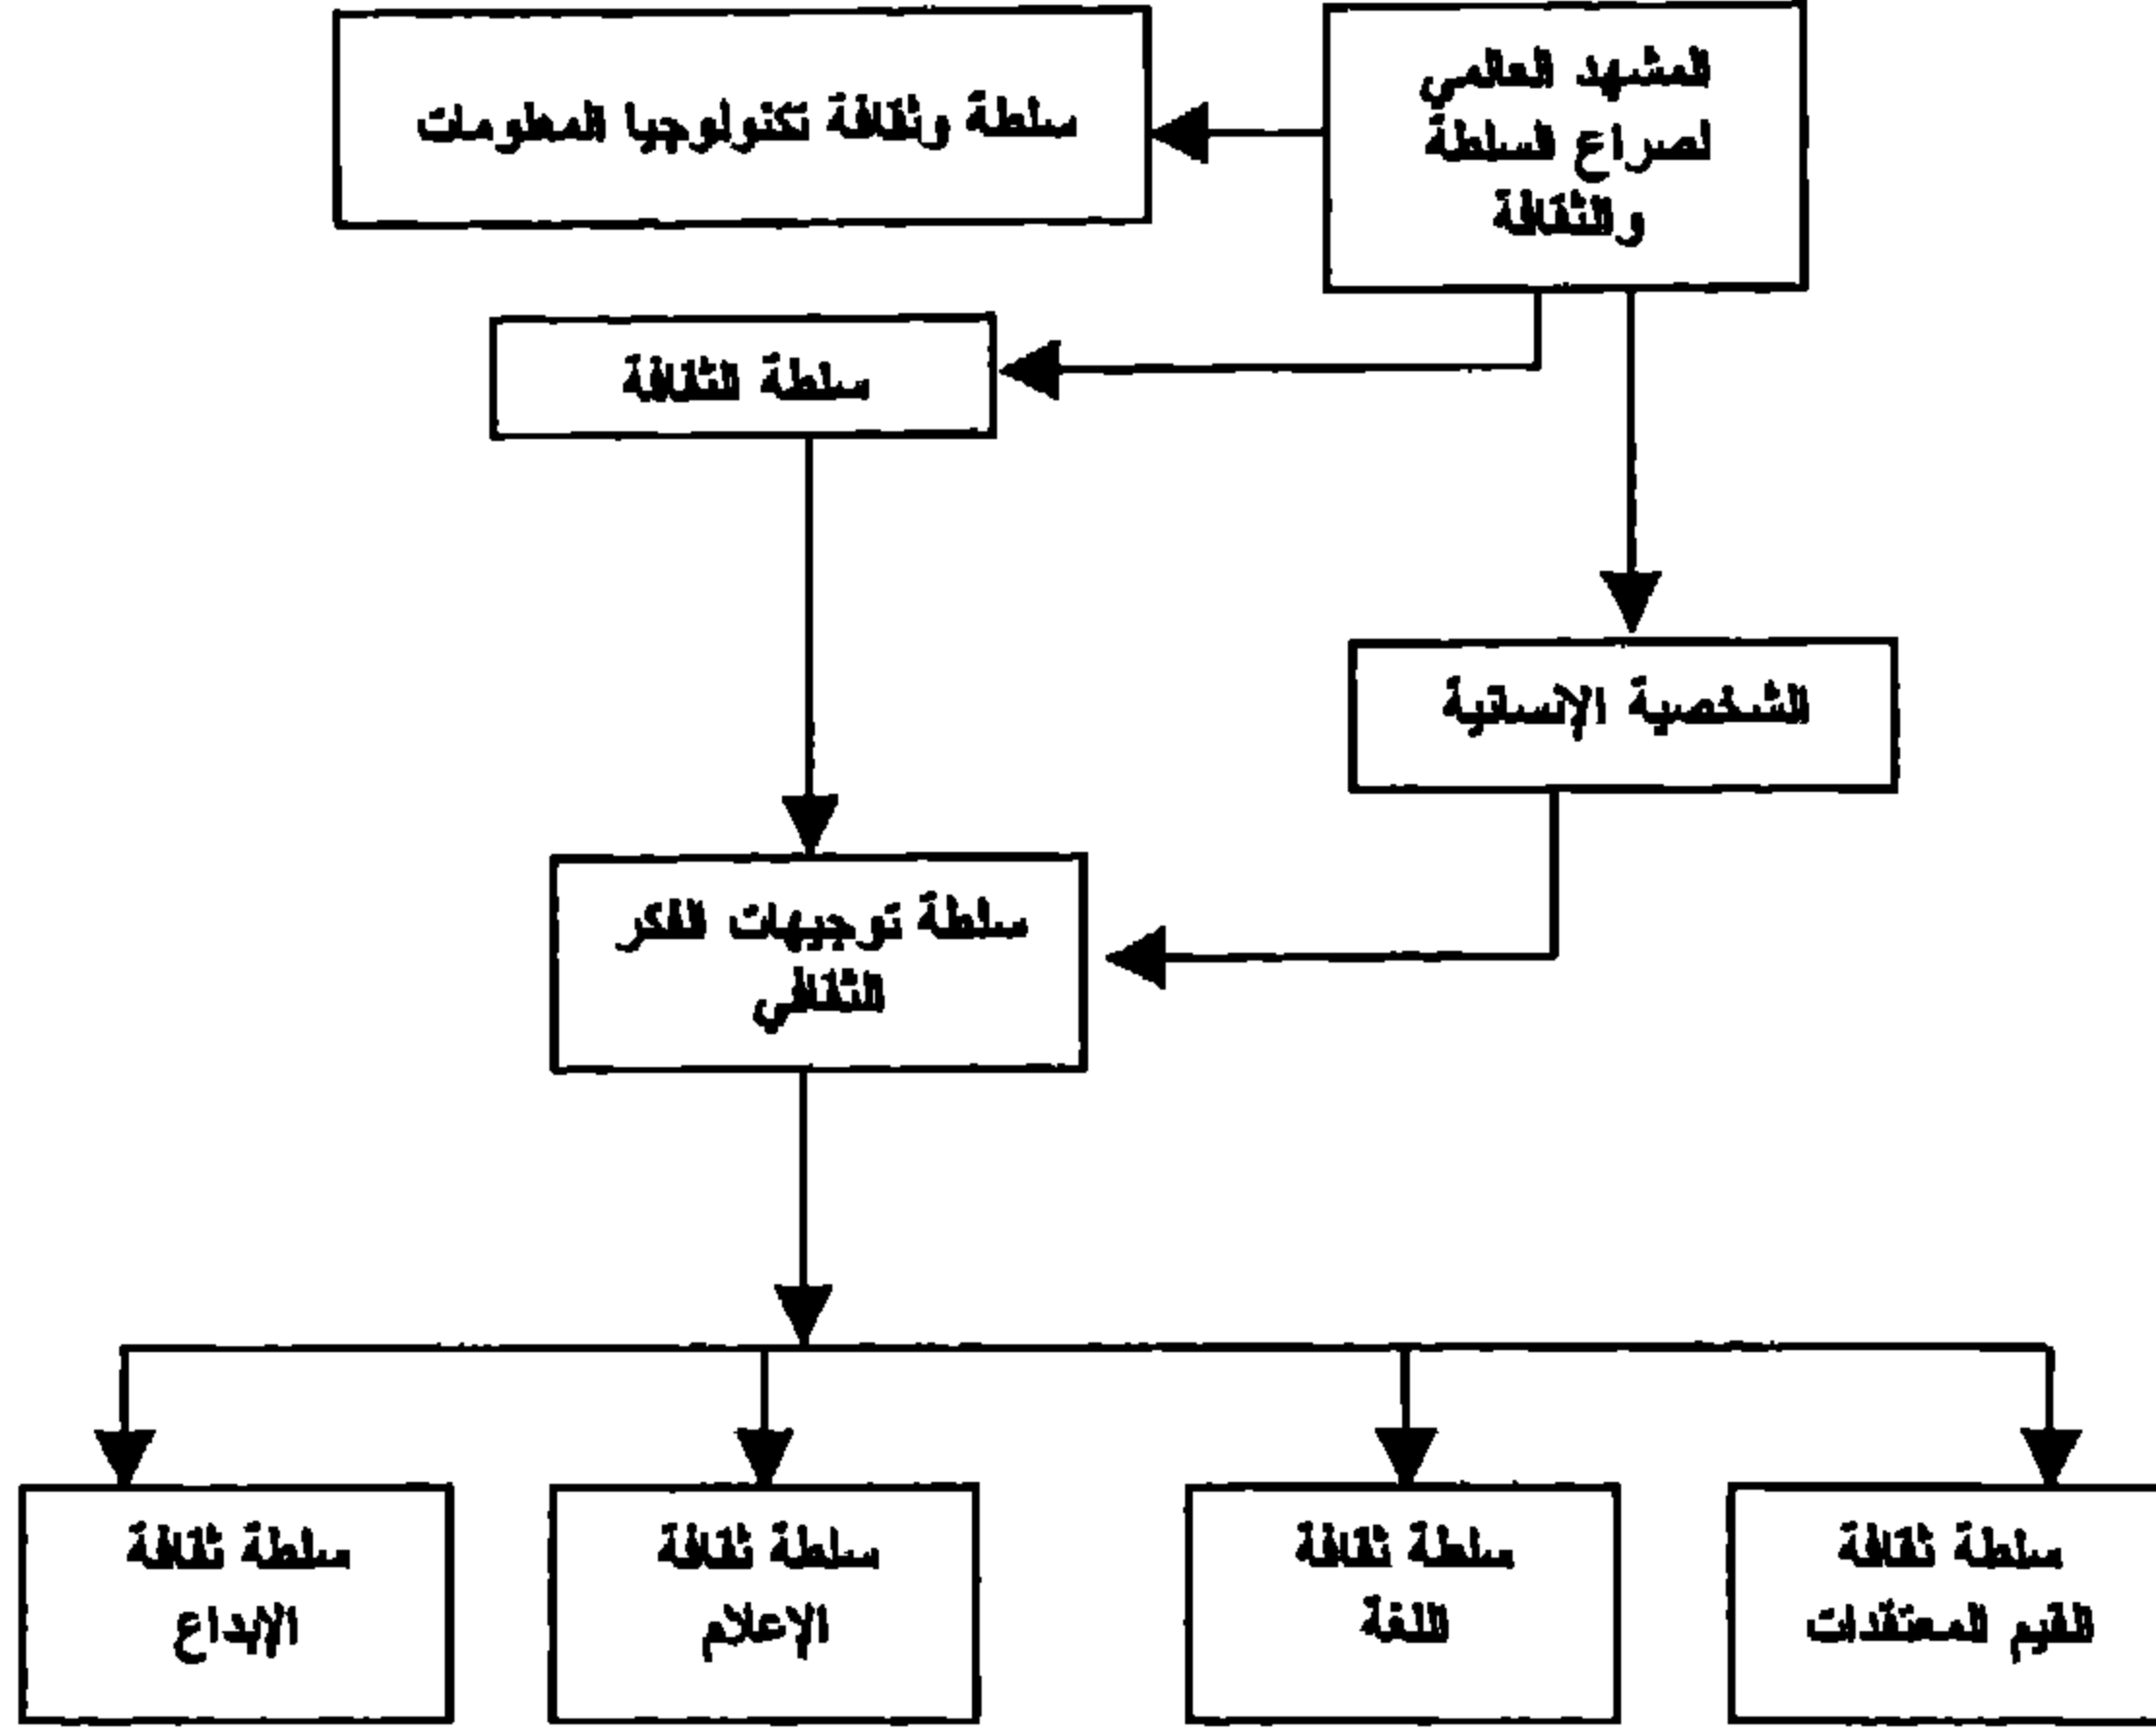 المشهد العالمي
لصراع السلطة
والثقافة
سلطة وثقافة تكنولوجيا المعلومات
سلطة الثقافة
الشخصية الإنسانية
سلطة توجيهات الفكر
الثقافي
سلطة ثقافة
القيم المعتقدات
سلطة ثقافة
اللغة
سلطة ثقافة
الإعلام
سلطة ثقافة
الإبداع